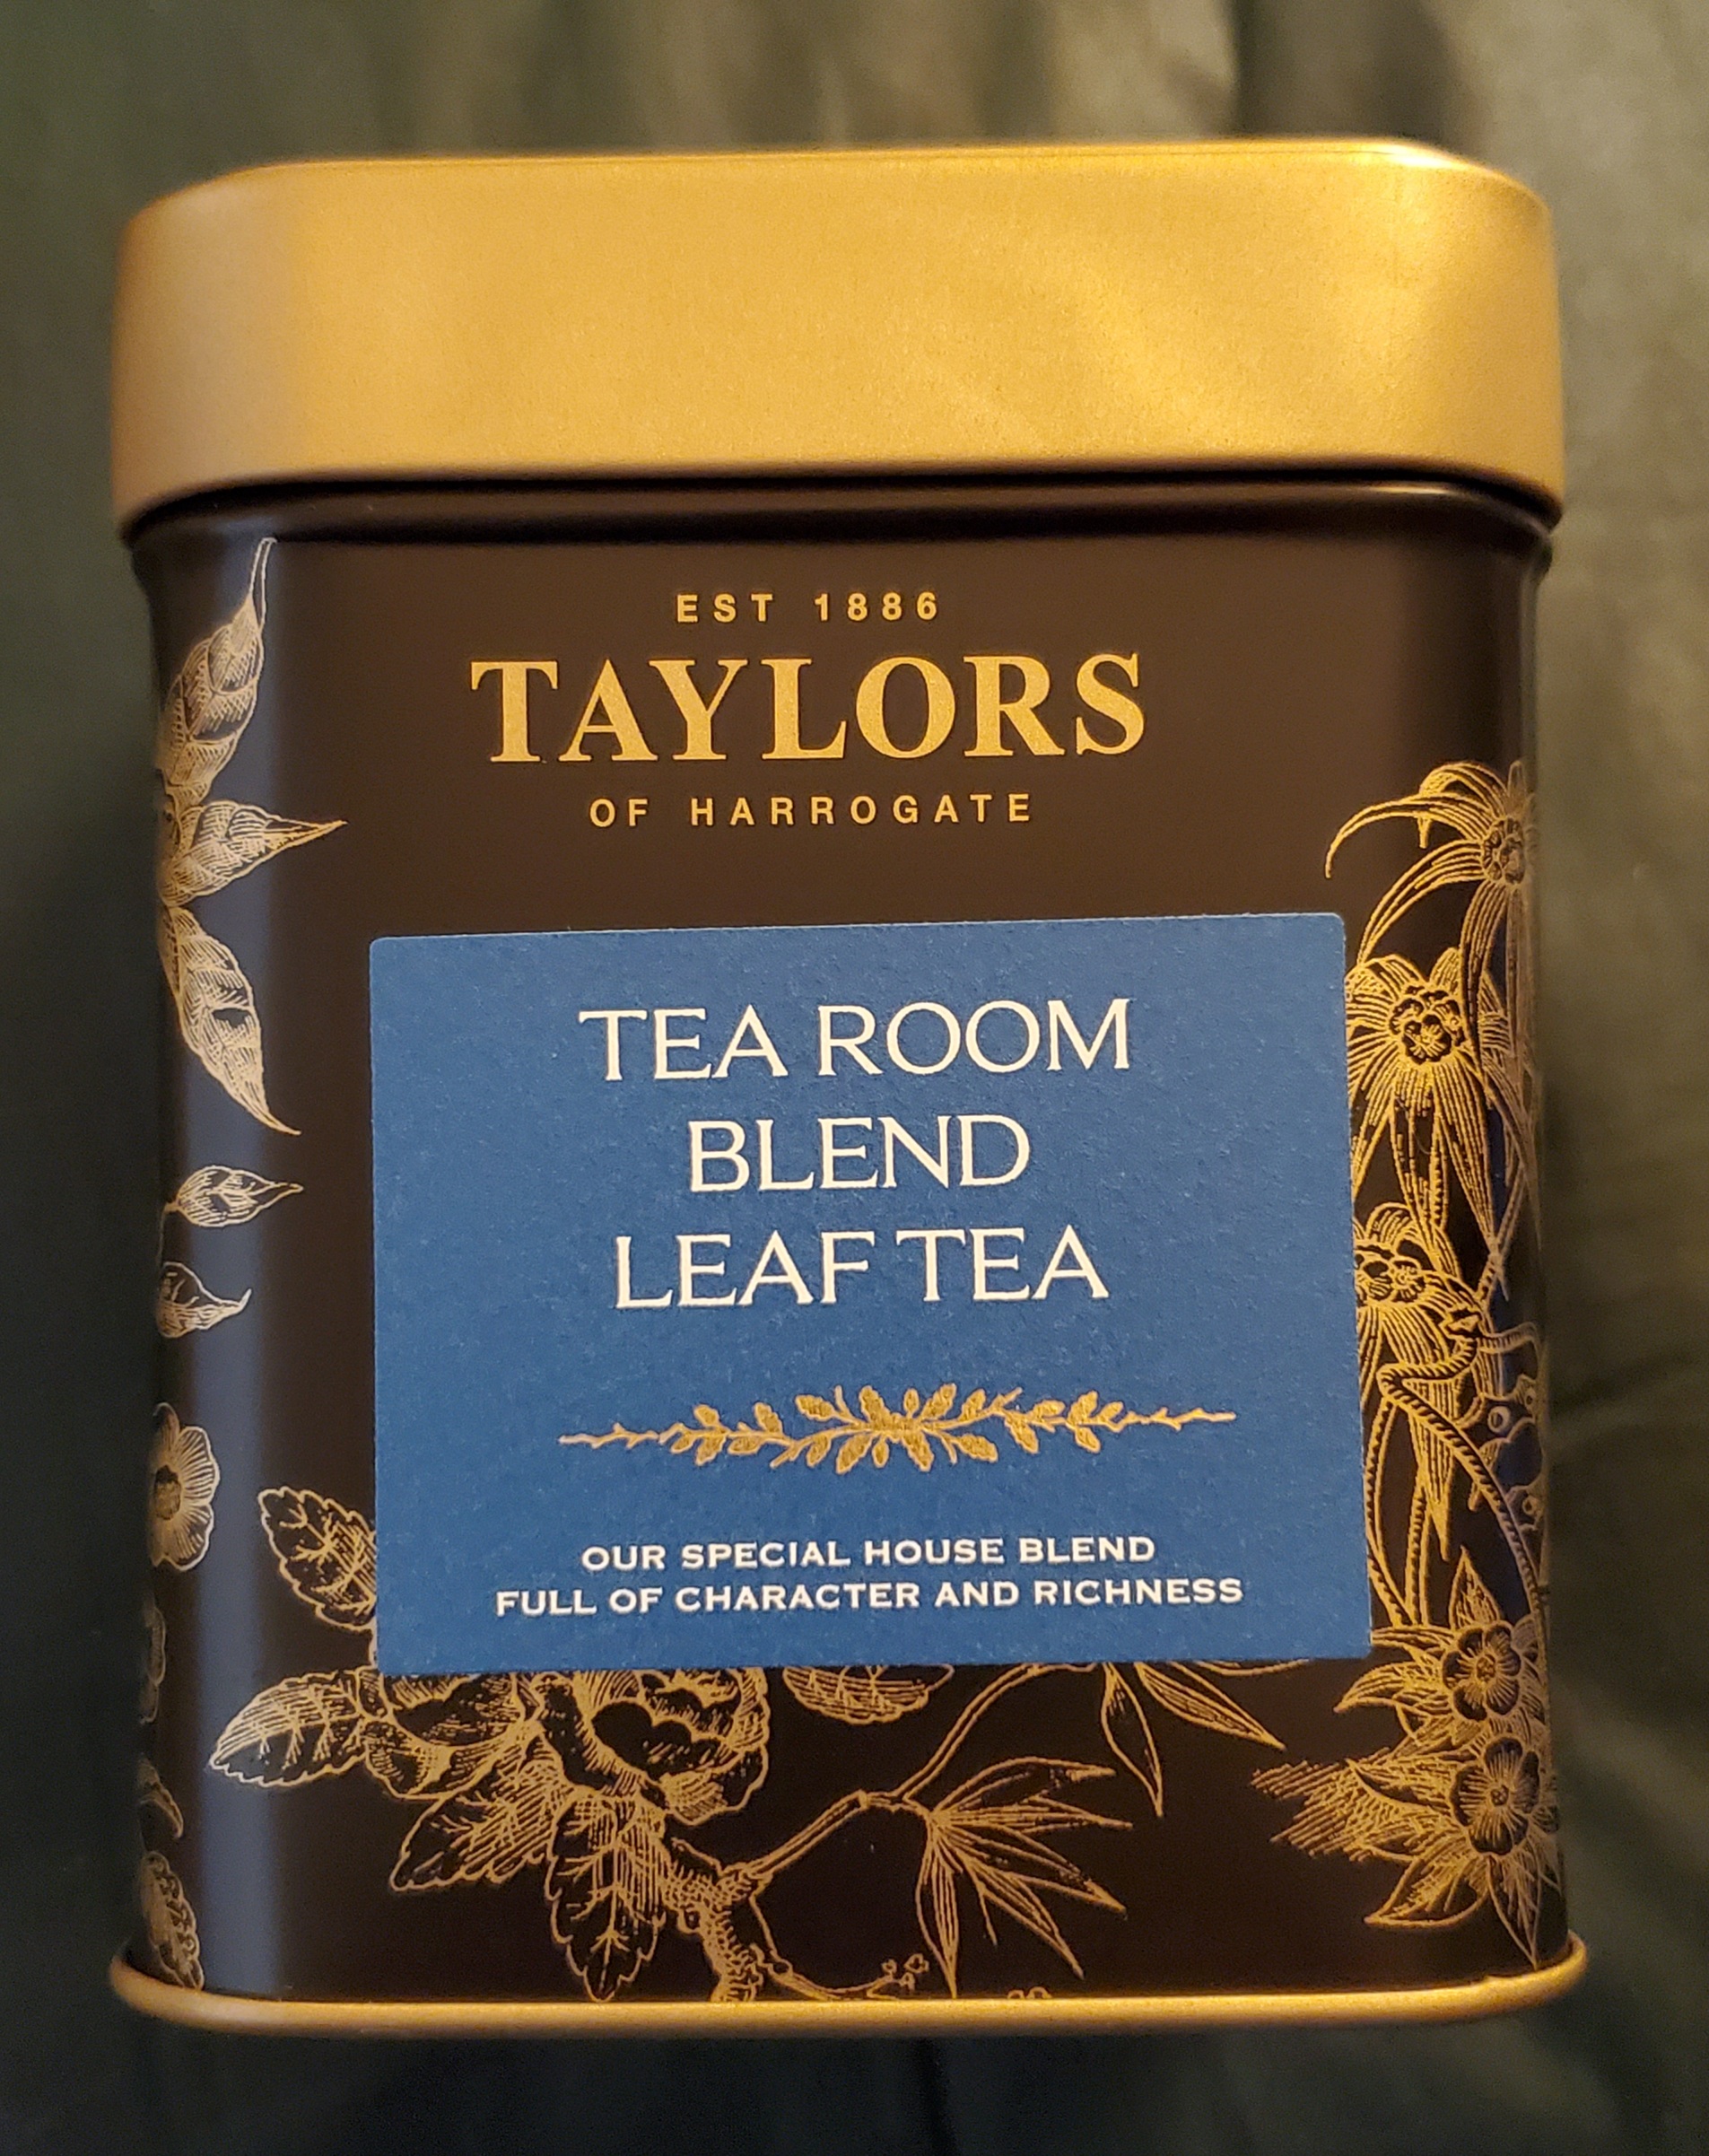 EST 1886
TAYLORS
OF HARROGATE
TEA ROOM
BLEND
LEAF TEA
OUR SPECIAL HOUSE BLEND
FULL OF CHARACTER AND RICHNESS